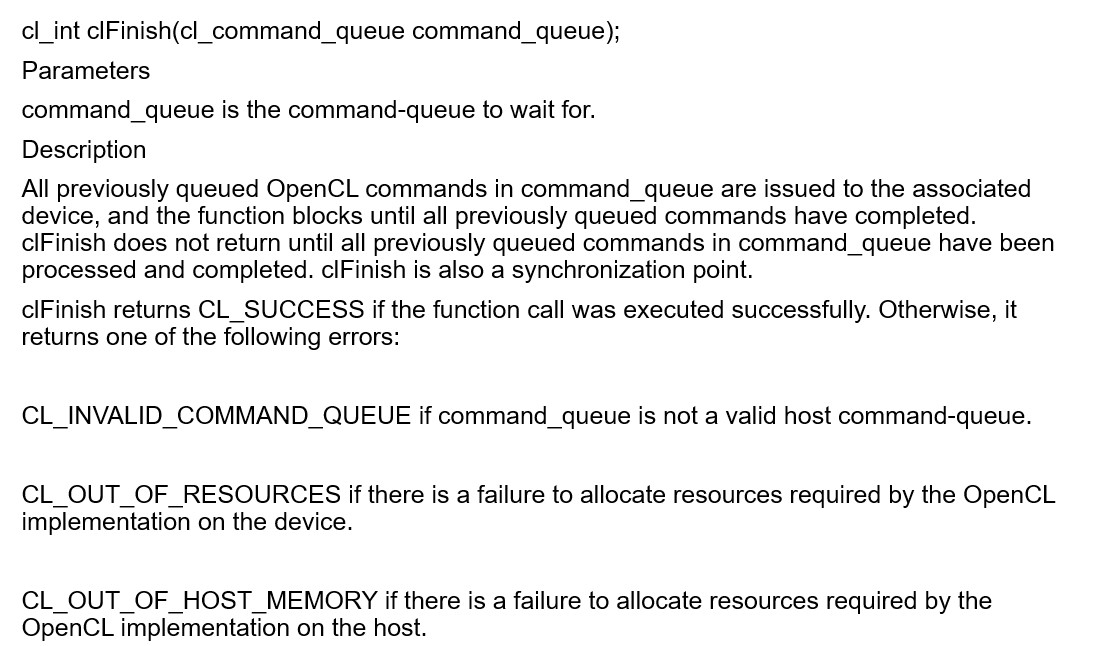 cl_int clFinish(cl_command_queue command_queue);
Parameters
command_queue is the command-queue to wait for.
Description
All previously queued OpenCL commands in command_queue are issued to the associated
device, and the function blocks until all previously queued commands have completed.
clFinish does not return until all previously queued commands in command_queue have been
processed and completed. clFinish is also a synchronization point.
clFinish returns CL_SUCCESS if the function call was executed successfully. Otherwise, it
returns one of the following errors:
CL_INVALID_COMMAND_QUEUE if command_queue is not a valid host command-queue.
CL_OUT_OF_RESOURCES if there is a failure to allocate resources required by the OpenCL
implementation on the device.
CL_OUT_OF_HOST_MEMORY if there is a failure to allocate resources required by the
OpenCL implementation on the host.